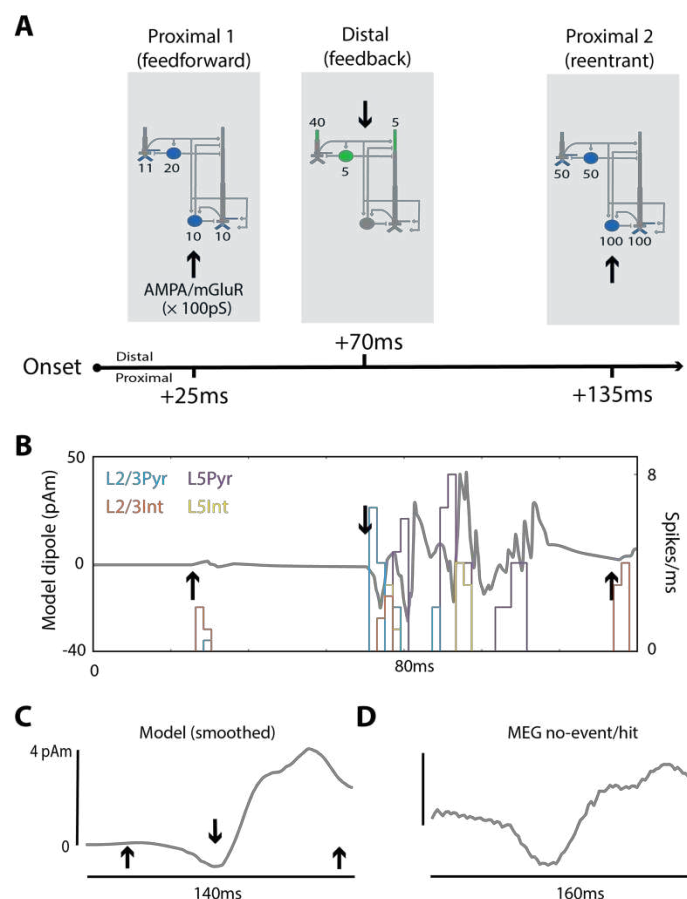 A
Proximal 1
(feedforward)
Distal
(feedback)
Proximal 2
(reentrant)
11 20
10 10
AMPA/mGluR
(× 100pS)
40 5
5
50 50
100 100
+70ms
Onset
Distal
Proximal
+25ms
+135ms
B
50
0
-40
Model dipole (pAm)
L2/3Pyr L5Pyr
L2/3Int L5Int
8
0
Spikes/ms
0
80ms
C
Model (smoothed)
4 pAm
0
140ms
D
MEG no-event/hit
160ms